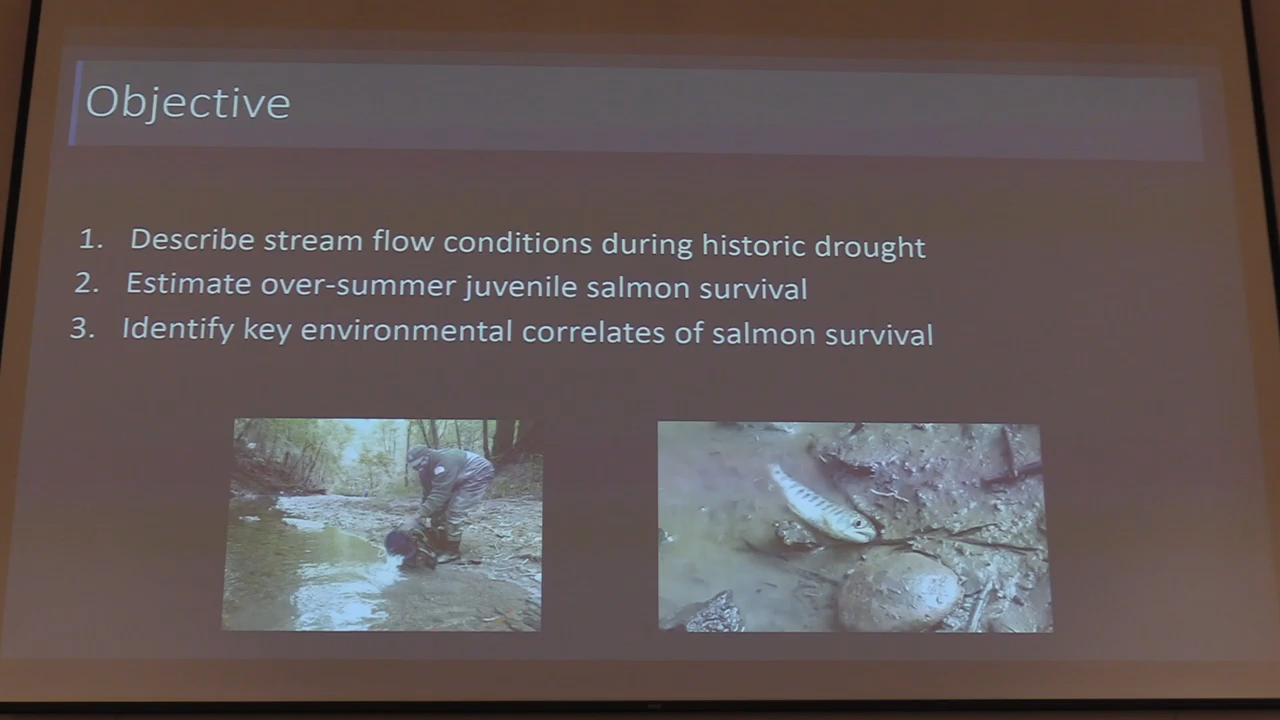 Objective
1. Describe stream flow conditions during historic drought
2. Estimate over-summer juvenile salmon survival
3. Identify key environmental correlates of salmon survival